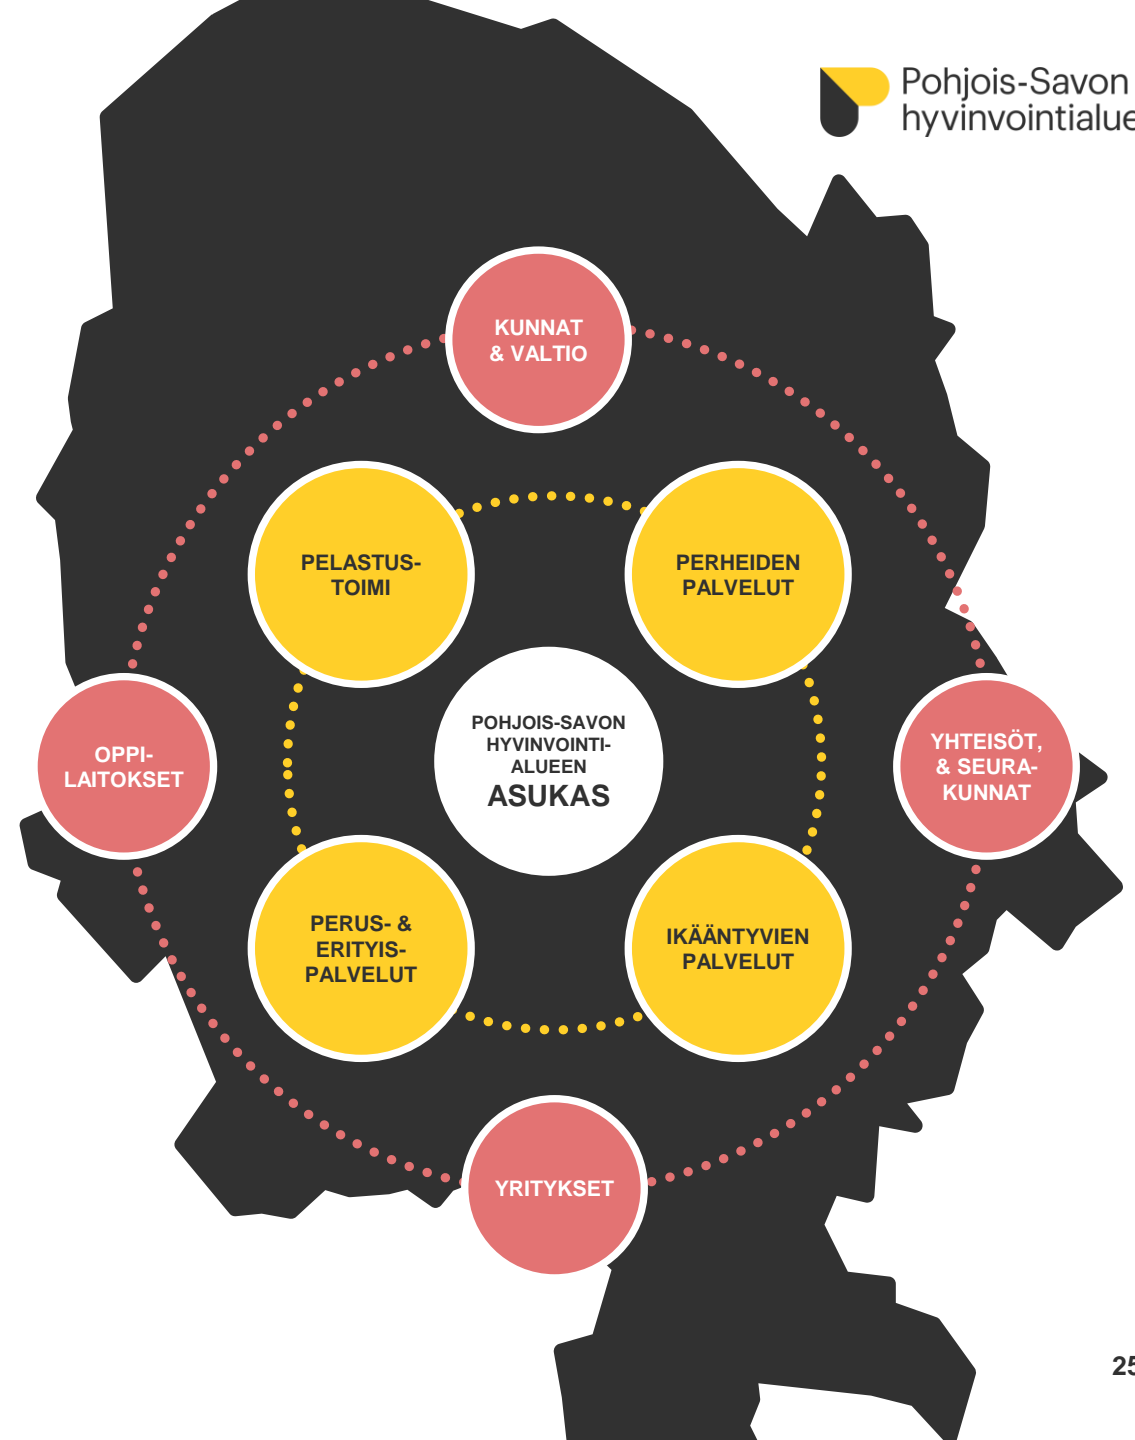 Pohjois-Savon
hyvinvointialue
KUNNAT
& VALTIO
PELASTUS-
TOIMI
PERHEIDEN
PALVELUT
POHJOIS-SAVON
HYVINVOINTI-
ALUEEN
ASUKAS
OPPI-
LAITOKSET
YHTEISÖT,
& SEURA-
KUNNAT
PERUS- &
ERITYIS-
PALVELUT
IKÄÄNTYVIEN
PALVELUT
YRITYKSET
25